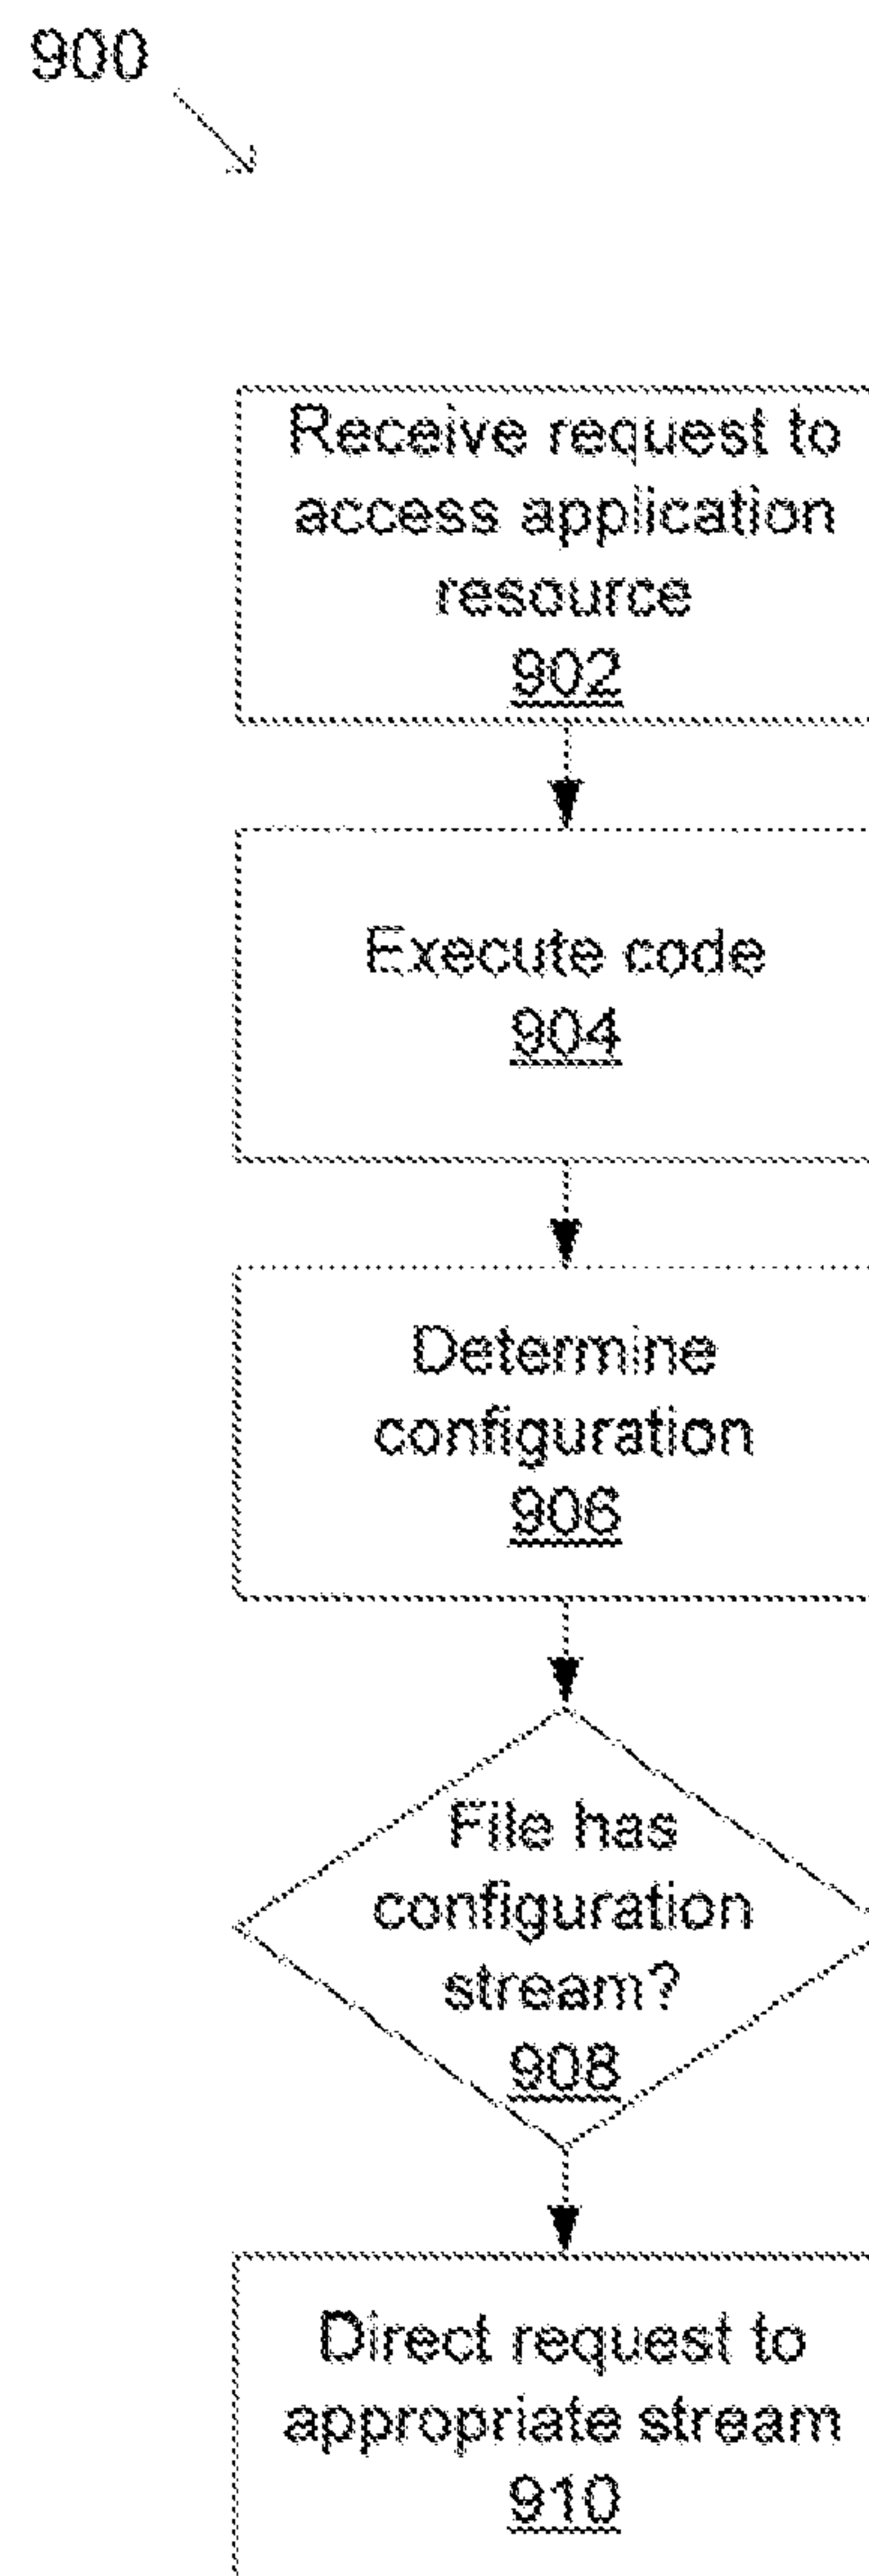 900
Receive request to
access application
resource
902
Execute code
904
Determine
configuration
906
File has
configuration
stream?
908
Direct request to
appropriate stream
910